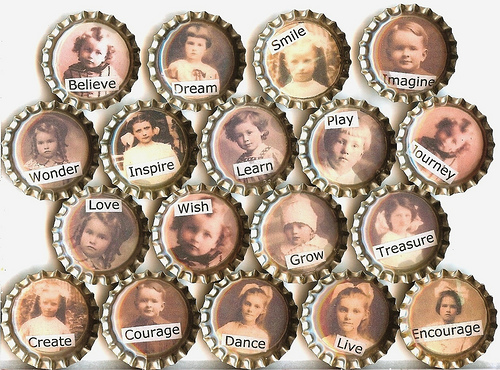 Believe
Dream
Smile
Imagine
Wonder
Inspire
Learn
Play
Journey
Love
Wish
Grow
Treasure
Create
Courage
Dance
Live
Encourage